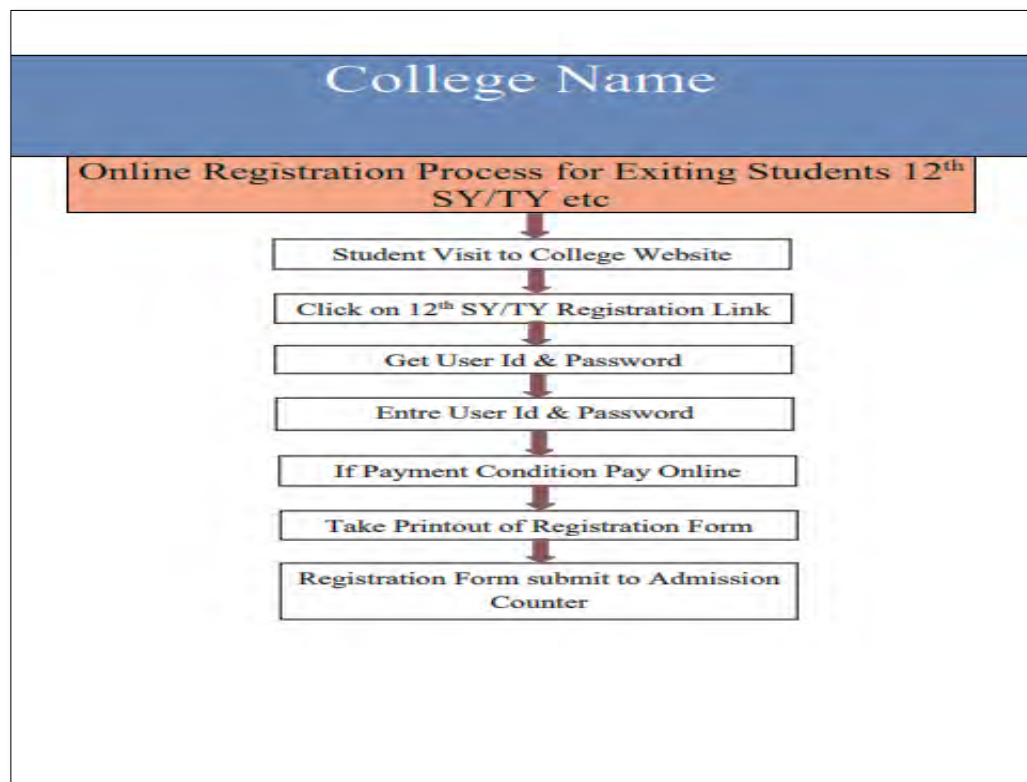 College Name
Online Registration Process for Exiting Students 12th
SY/TY etc
Student Visit to College Website
Click on 12th SY/TY Registration Link
Get User Id & Password
Entre User Id & Password
If Payment Condition Pay Online
Take Printout of Registration Form
Registration Form submit to Admission
Counter